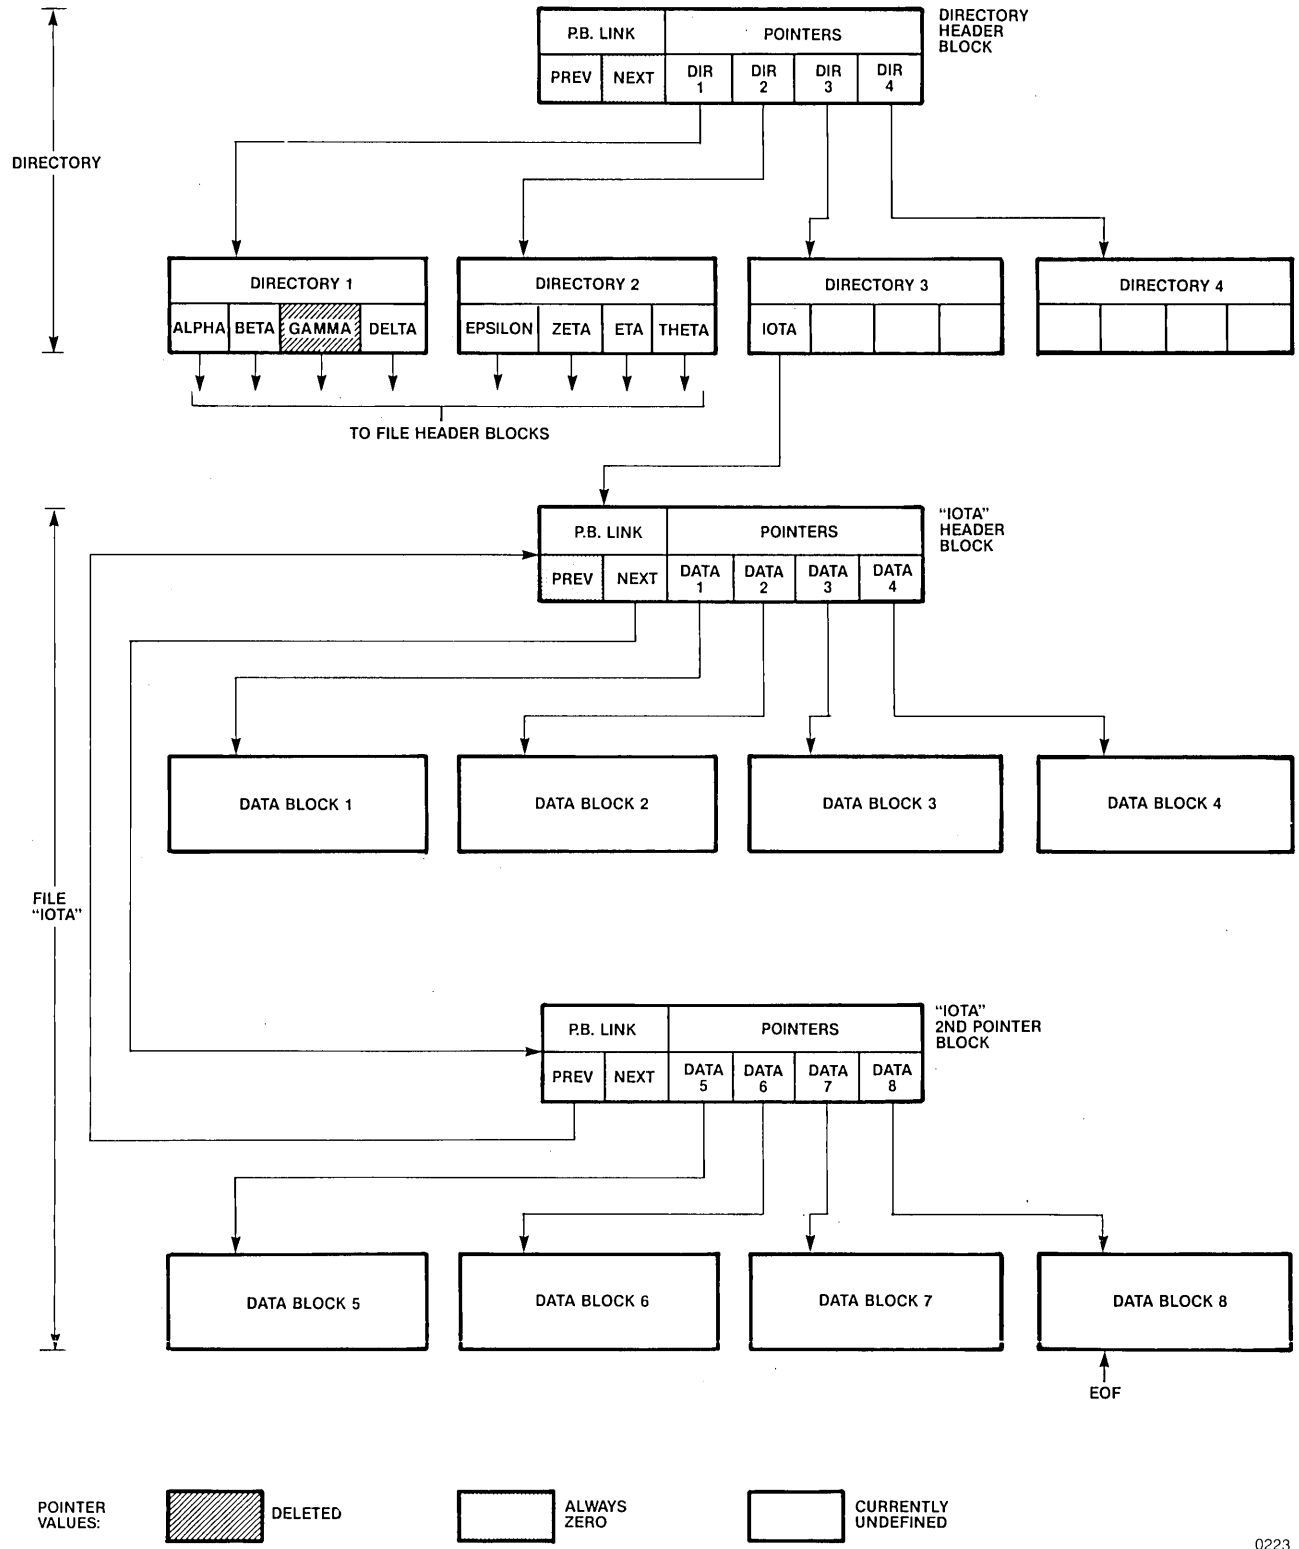 DIRECTORY
HEADER
BLOCK
P.B. LINK
POINTERS
PREV
NEXT
DIR
1
DIR
2
DIR
3
DIR
4
DIRECTORY
DIRECTORY 1
ALPHA
BETA
GAMMA
DELTA
DIRECTORY 2
EPSILON
ZETA
ETA
THETA
DIRECTORY 3
IOTA
DIRECTORY 4
TO FILE HEADER BLOCKS
"IOTA"
HEADER
BLOCK
P.B. LINK
POINTERS
PREV
NEXT
DATA
1
DATA
2
DATA
3
DATA
4
DATA BLOCK 1
DATA BLOCK 2
DATA BLOCK 3
DATA BLOCK 4
FILE
"IOTA"
"IOTA"
2ND POINTER
BLOCK
P.B. LINK
POINTERS
PREV
NEXT
DATA
5
DATA
6
DATA
7
DATA
8
DATA BLOCK 5
DATA BLOCK 6
DATA BLOCK 7
DATA BLOCK 8
EOF
POINTER
VALUES:
DELETED
ALWAYS
ZERO
CURRENTLY
UNDEFINED
0223